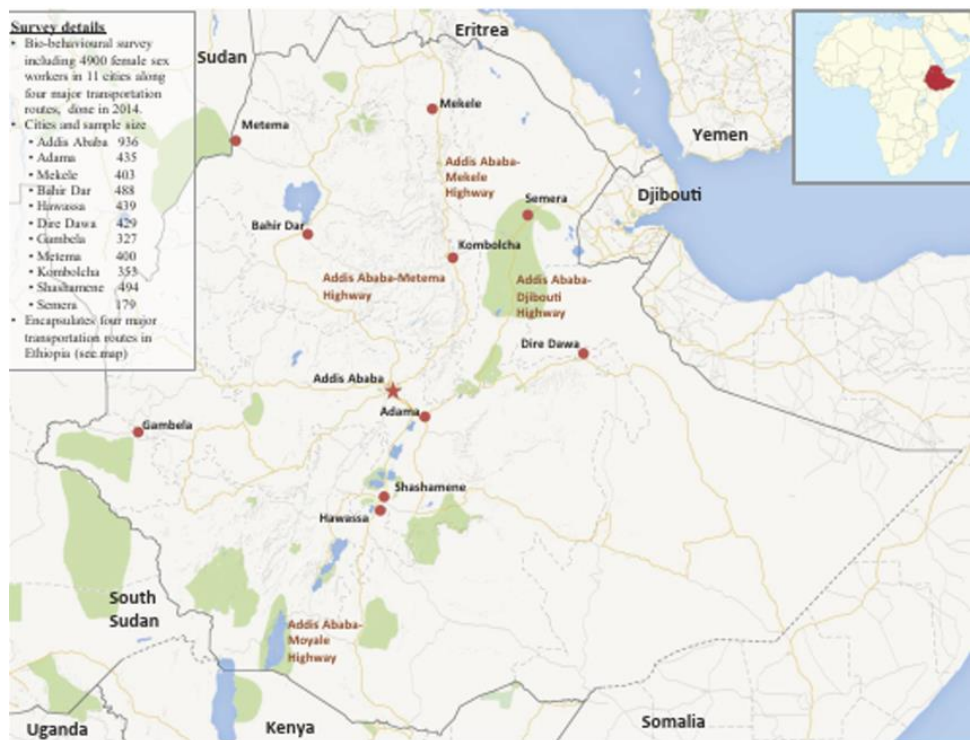 Survey details
• Bio-behavioural survey
including 4900 female sex
workers in 11 cities along
four major transportation
routes, done in 2014.
• Cities and sample size
• Addis Ababa 936
• Adama 435
• Mekele 403
• Bahir Dar 488
• Hawassa 439
• Dire Dawa 429
• Gambela 327
• Metema 400
• Kombolcha 353
• Shashamene 494
• Semera 179
• Encapsulates four major
transportation routes in
Ethiopia (see map)
Eritrea
Sudan
Mekele
Metema
Yemen
Addis Ababa-
Mekele
Highway
Djibouti
Semera
Bahir Dar
Kombolcha
Addis Ababa-Metema
Highway
Addis Ababa-
Djibouti
Highway
Dire Dawa
Addis Ababa
Adama
Gambela
Shashamene
Hawassa
South
Sudan
Addis Ababa-
Moyale
Highway
Uganda
Kenya
Somalia